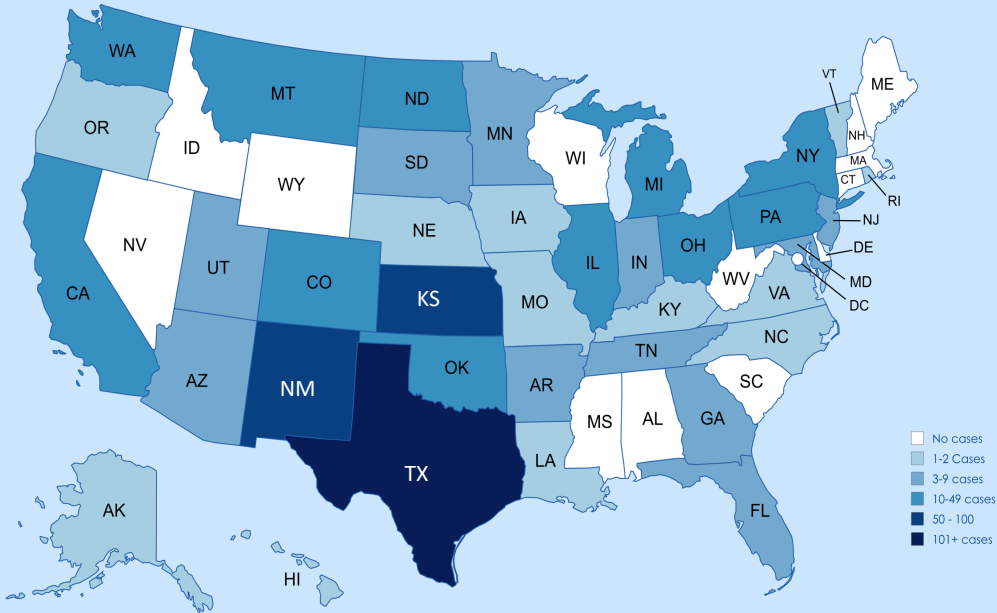 WA
MT
ND
MN
VT
ME
OR
ID
SD
WI
MI
NY
NH
MA
CT
RI
WY
NE
IA
PA
NJ
NV
UT
CO
IL
IN
OH
WV
DE
MD
DC
CA
KS
MO
KY
VA
NC
AZ
NM
OK
AR
TN
SC
MS
AL
GA
TX
LA
FL
AK
HI
No cases
1-2 Cases
3-9 cases
10-49 cases
50 - 100
101+ cases